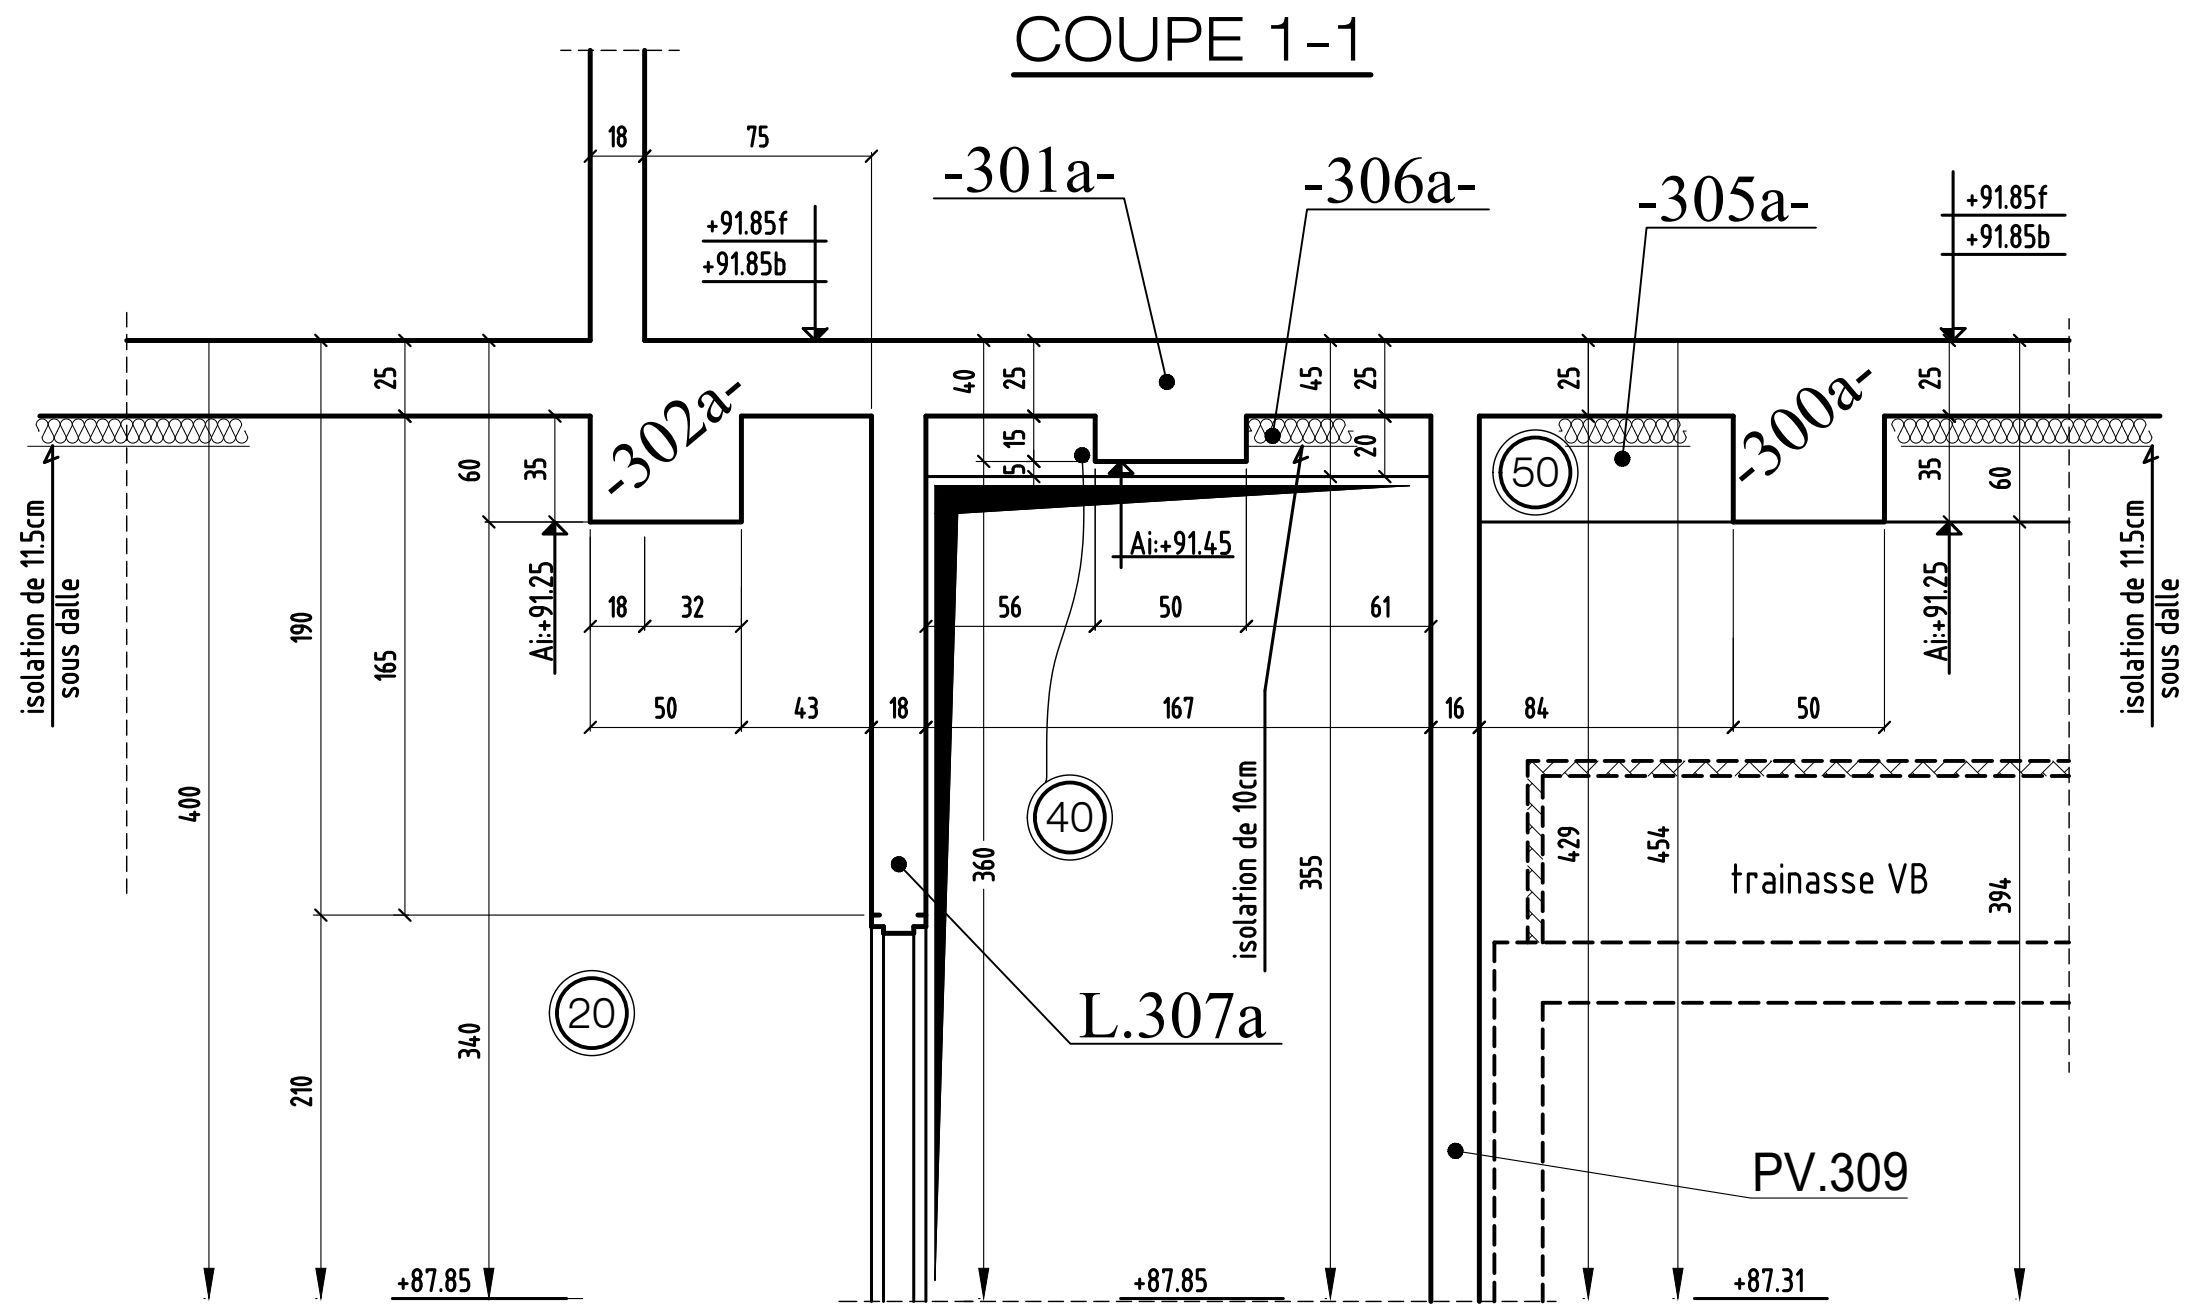 COUPE 1-1
18
75
-301a-
-306a-
-305a-
+91.85f
+91.85b
+91.85f
+91.85b
25
-302a-
40
25
45
25
25
-300a-
25
60
35
15
5
20
50
35
60
isolation de 11.5cm
sous dalle
Ai:+91.25
Ai:+91.45
Ai:+91.25
isolation de 11.5cm
sous dalle
190
165
18
32
56
50
61
50
43
18
167
16
84
50
400
40
360
355
isolation de 10cm
429
454
trainasse VB
394
20
340
210
L.307a
PV.309
+87.85
+87.85
+87.31